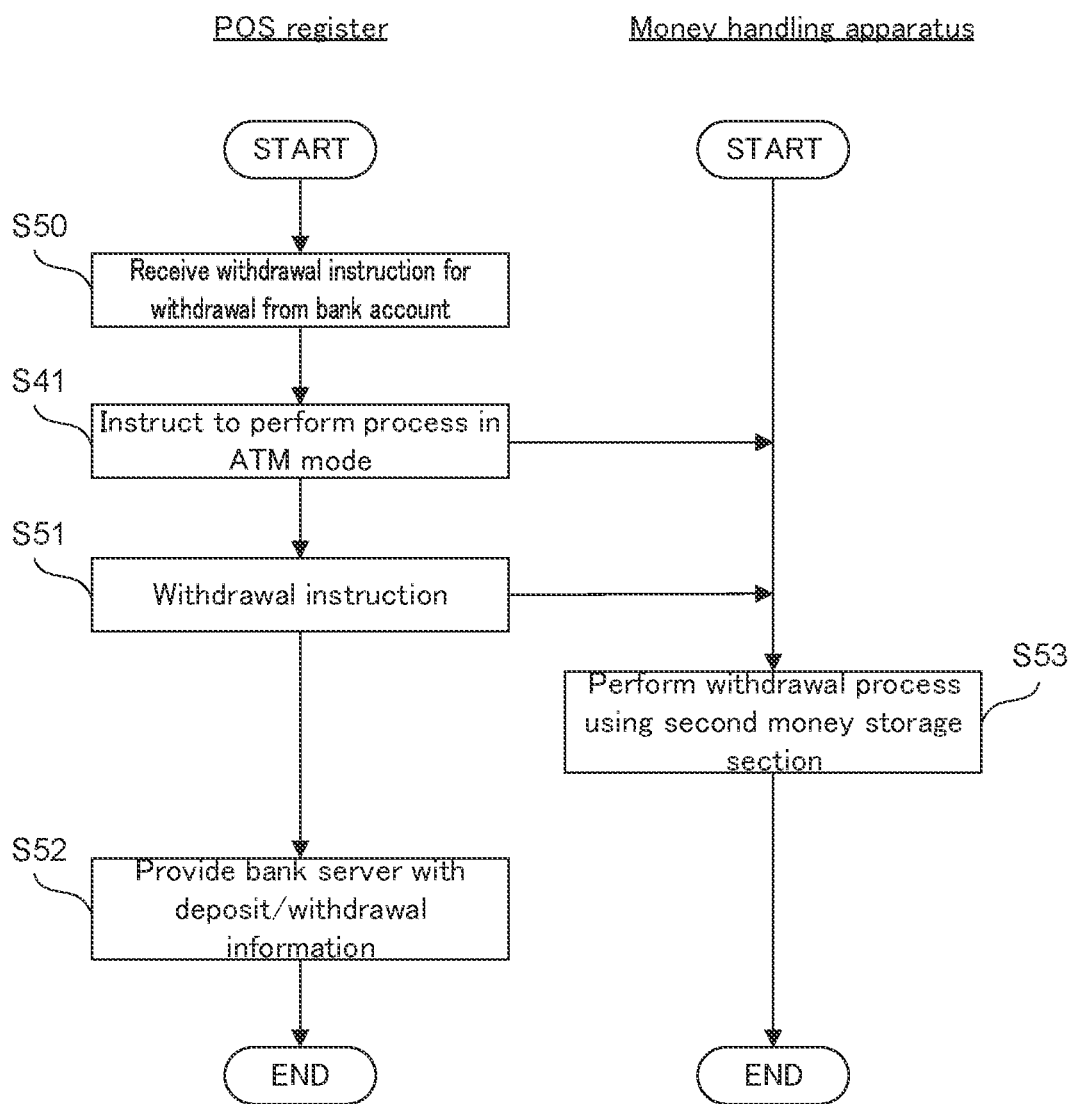 POS register
Money handling apparatus
START
START
S50
Receive withdrawal instruction for
withdrawal from bank account
S41
Instruct to perform process in
ATM mode
S51
Withdrawal instruction
S53
Perform withdrawal process
using second money storage
section
S52
Provide bank server with
deposit/withdrawal
information
END
END